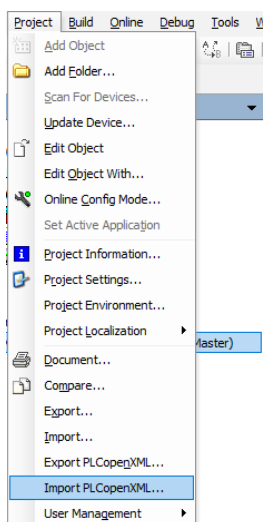 Project Build Online Debug Tools
Add Object
Add Folder...
Scan For Devices...
Update Device...
Edit Object
Edit Object With...
Online Config Mode...
Set Active Application
Project Information...
Project Settings...
Project Environment...
Project Localization
Master)
Document...
Compare...
Export...
Import...
Export PLCopenXML...
Import PLCopenXML...
User Management